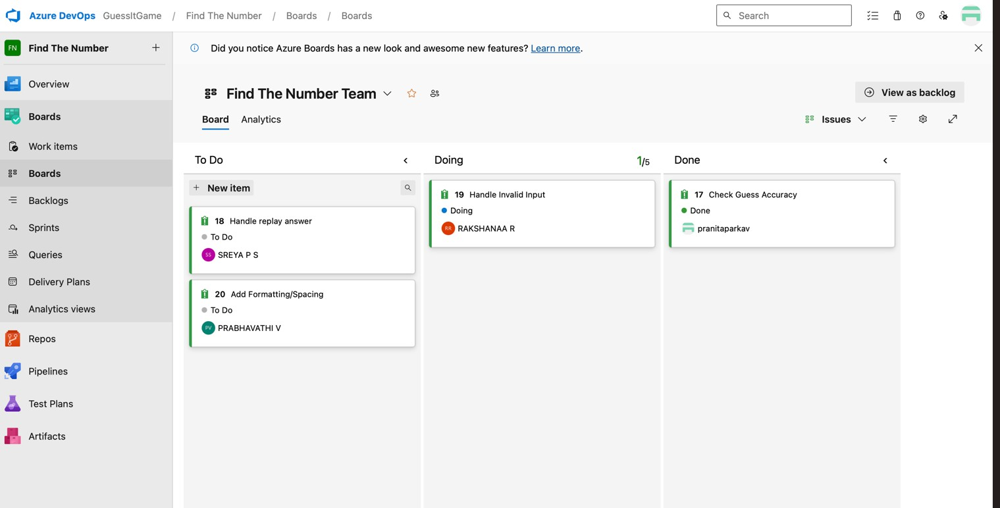 Azure DevOps GuessItGame / Find The Number / Boards / Boards
Search
FN Find The Number
Overview
Boards
Work items
Boards
Backlogs
Sprints
Queries
Delivery Plans
Analytics views
Repos
Pipelines
Test Plans
Artifacts
Did you notice Azure Boards has a new look and awesome new features? Learn more.
Find The Number Team
View as backlog
Board Analytics
Issues
To Do
New item
18 Handle replay answer
To Do
SS SREYA P S
20 Add Formatting/Spacing
To Do
PV PRABHAVATHI V
Doing 1/5
19 Handle Invalid Input
Doing
RR RAKSHANAA R
Done
17 Check Guess Accuracy
Done
pranitaparkav